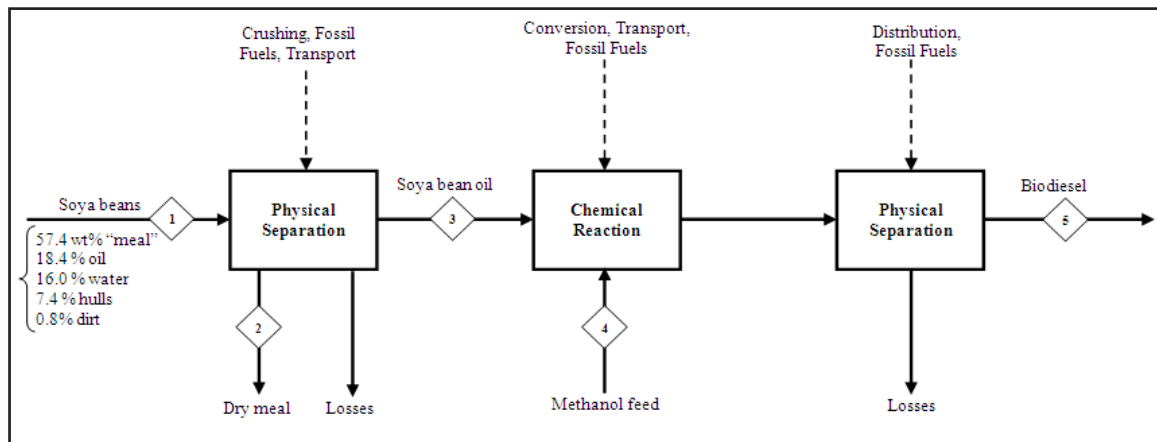 Crushing, Fossil
Fuels, Transport
Conversion, Transport,
Fossil Fuels
Distribution,
Fossil Fuels
Soya beans
1
Physical
Separation
Soya bean oil
3
Chemical
Reaction
Physical
Separation
Biodiesel
5
57.4 wt% “meal”
18.4 % oil
16.0 % water
7.4 % hulls
0.8% dirt
2
4
Dry meal
Losses
Methanol feed
Losses